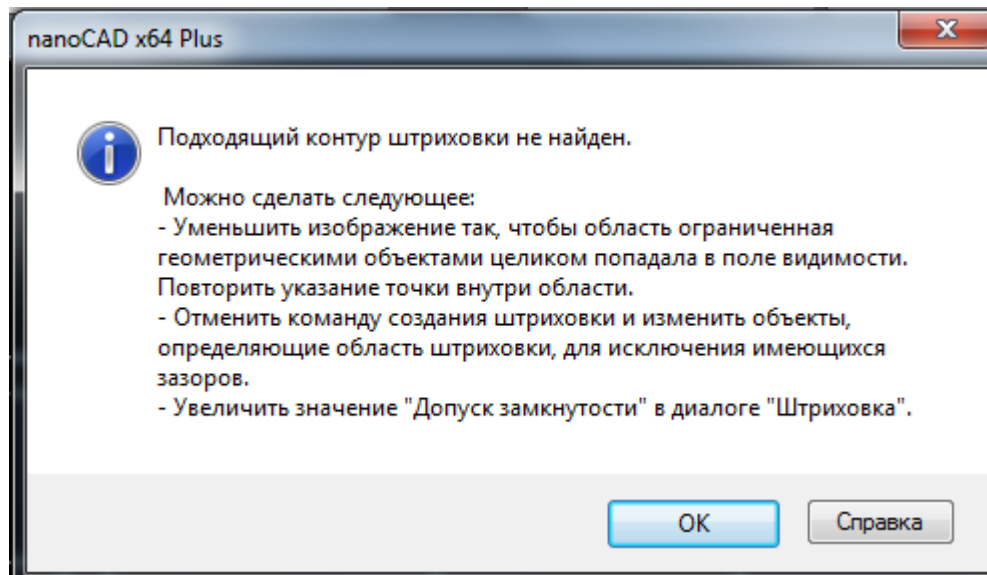 nanoCAD x64 Plus
Подходящий контур штриховки не найден.
Можно сделать следующее:
- Уменьшить изображение так, чтобы область ограниченная
геометрическими объектами целиком попадала в поле видимости.
Повторить указание точки внутри области.
- Отменить команду создания штриховки и изменить объекты,
определяющие область штриховки, для исключения имеющихся
зазоров.
- Увеличить значение "Допуск замкнутости" в диалоге "Штриховка".
OK
Справка